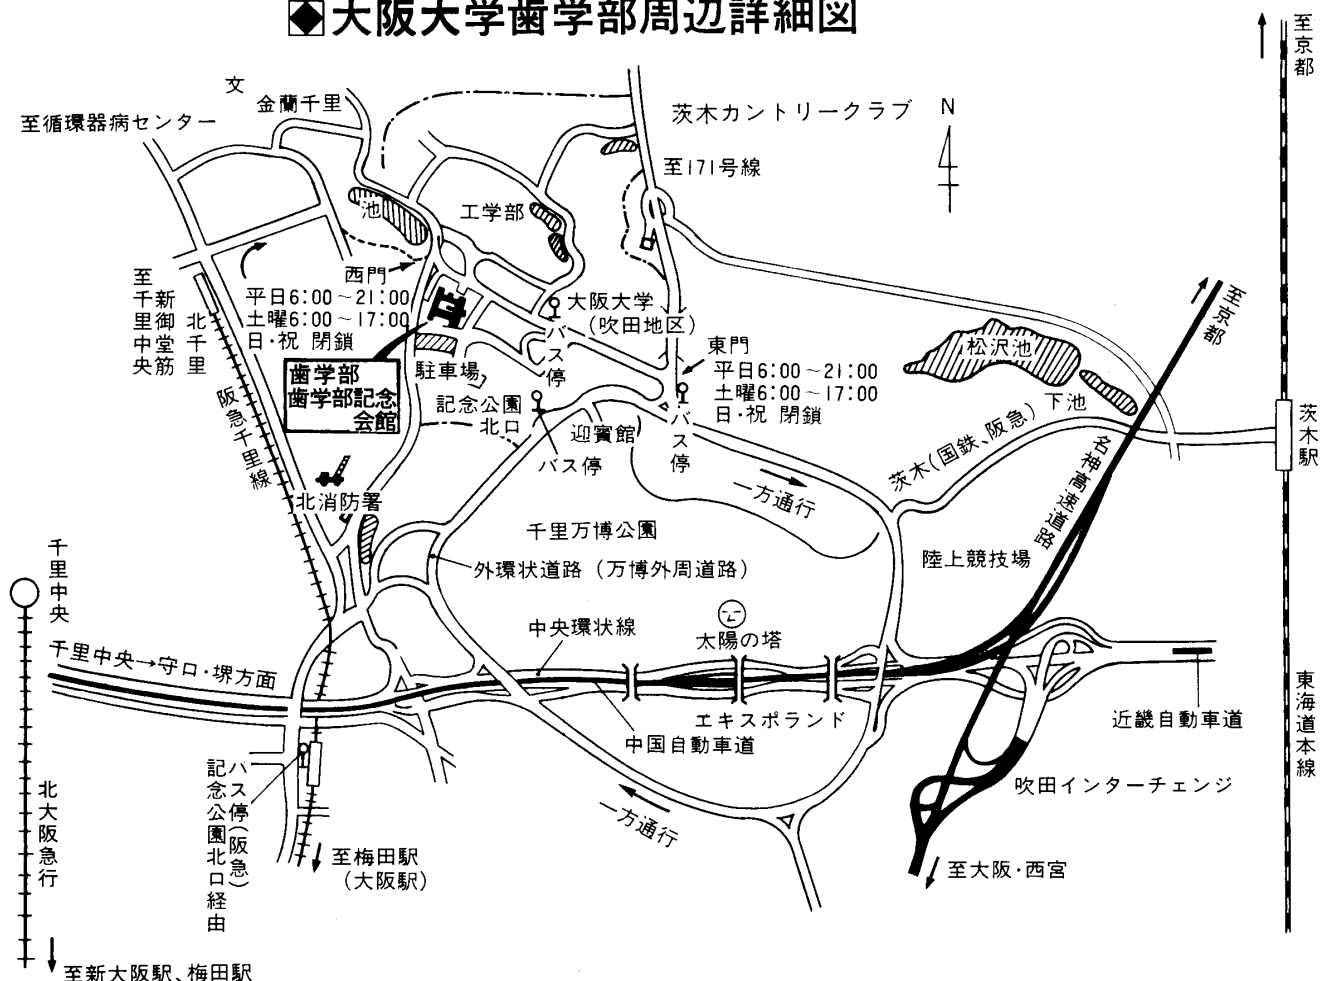 ◆大阪大学歯学部周辺詳細図
至京都
文
金蘭千里
至循環器病センター
茨木カントリークラブ
N
至171号線
池
工学部
西門
平日6:00～21:00
土曜6:00～17:00
日・祝 閉鎖
至
千里中央
新御堂筋
北千里
大阪大学
(吹田地区)
バス停
東門
平日6:00～21:00
土曜6:00～17:00
日・祝 閉鎖
松沢池
下池
至京都
歯学部
歯学部記念
会館
駐車場
記念公園
北口
バス停
迎賓館
バス停
阪急千里線
茨木(国鉄、阪急)
名神高速道路
茨木駅
北消防署
一方通行
千里万博公園
陸上競技場
外環状道路(万博外周道路)
千里中央
中央環状線
太陽の塔
千里中央→守口・堺方面
エキスポランド
中国自動車道
近畿自動車道
東海道本線
バス停(阪急)
記念公園北口経由
一方通行
吹田インターチェンジ
北大阪急行
至梅田駅
(大阪駅)
至大阪・西宮
至新大阪駅、梅田駅